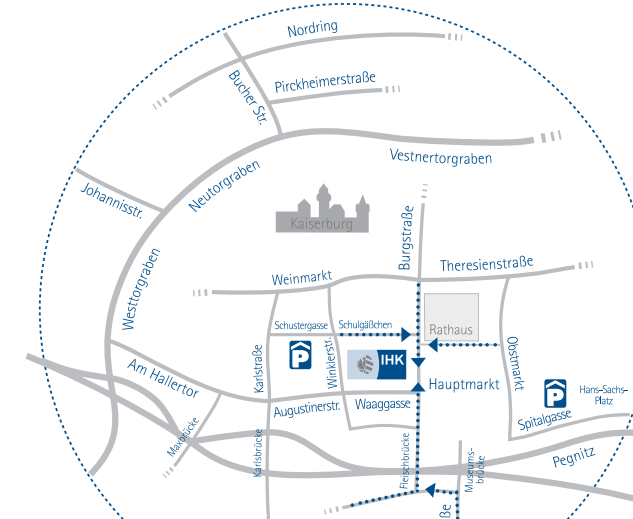 Nordring
Pirckheimerstraße
Bucher Str.
Vestnertorgraben
Neutorgraben
Johannisstr.
Kaiserburg
Burgstraße
Theresienstraße
Weinmarkt
Westtorgraben
Schustergasse
Schulgäßchen
Rathaus
Karlstraße
Winklerstr.
P
IHK
Obstmarkt
Am Hallertor
Hauptmarkt
P
Hans-Sachs-
Platz
Augustinerstr.
Waaggasse
Spitalgasse
Maxbrücke
Karlsbrücke
Fleischbrücke
Museums-
brücke
Pegnitz
ße